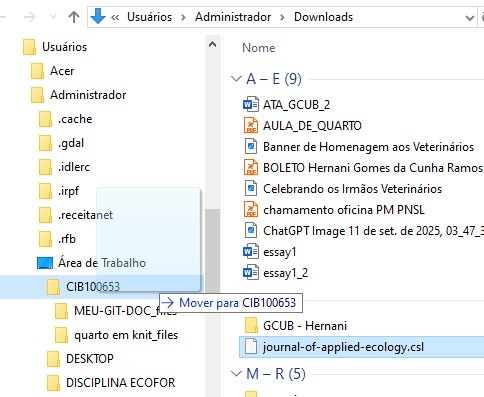 « Usuários > Administrador > Downloads
Usuários
Acer
Administrador
.cache
.gdal
.idlerc
.irpf
.receitanet
.rfb
Área de Trabalho
CIB100653
MEU-GIT-DOC_files
quarto em knit_files
DESKTOP
DISCIPLINA ECOFOR
Nome
A – E (9)
ATA_GCUB_2
AULA_DE_QUARTO
Banner de Homenagem aos Veterinários
BOLETO Hernani Gomes da Cunha Ramos
Celebrando os Irmãos Veterinários
chamamento oficina PM PNSL
ChatGPT Image 11 de set. de 2025, 03_47_3
essay1
essay1_2
Mover para CIB100653
GCUB - Hernani
journal-of-applied-ecology.csl
M – R (5)